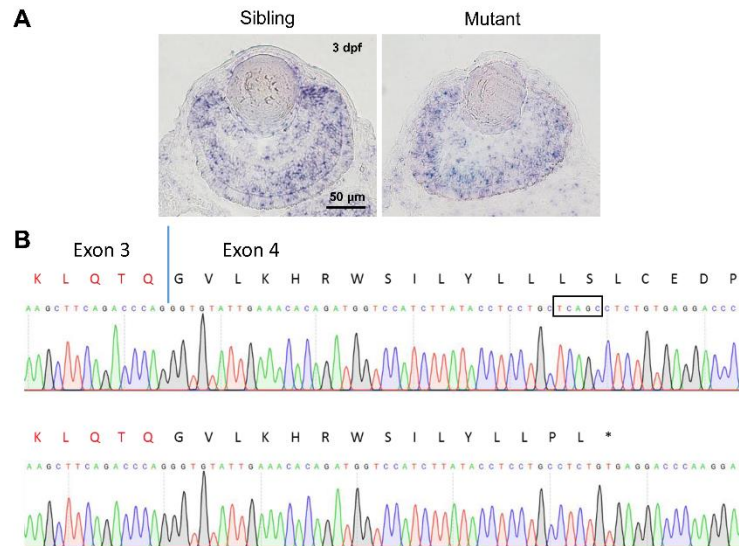 A
Sibling
Mutant
3 dpf
50 µm
B
Exon 3
Exon 4
K L Q T Q G V L K H R W S I L Y L L L S L C E D P
AAGCTTCAGACCCAGGGTGTATTGAAACACAGATGGTCCATCTTATACCTCCTGCTCAGCCTCTGTGAGGACCC
K L Q T Q G V L K H R W S I L Y L L P L *
AAGCTTCAGACCCAGGGTGTATTGAAACACAGATGGTCCATCTTATACCTCCTGCCTCTGTGAGGACCCAAGGA